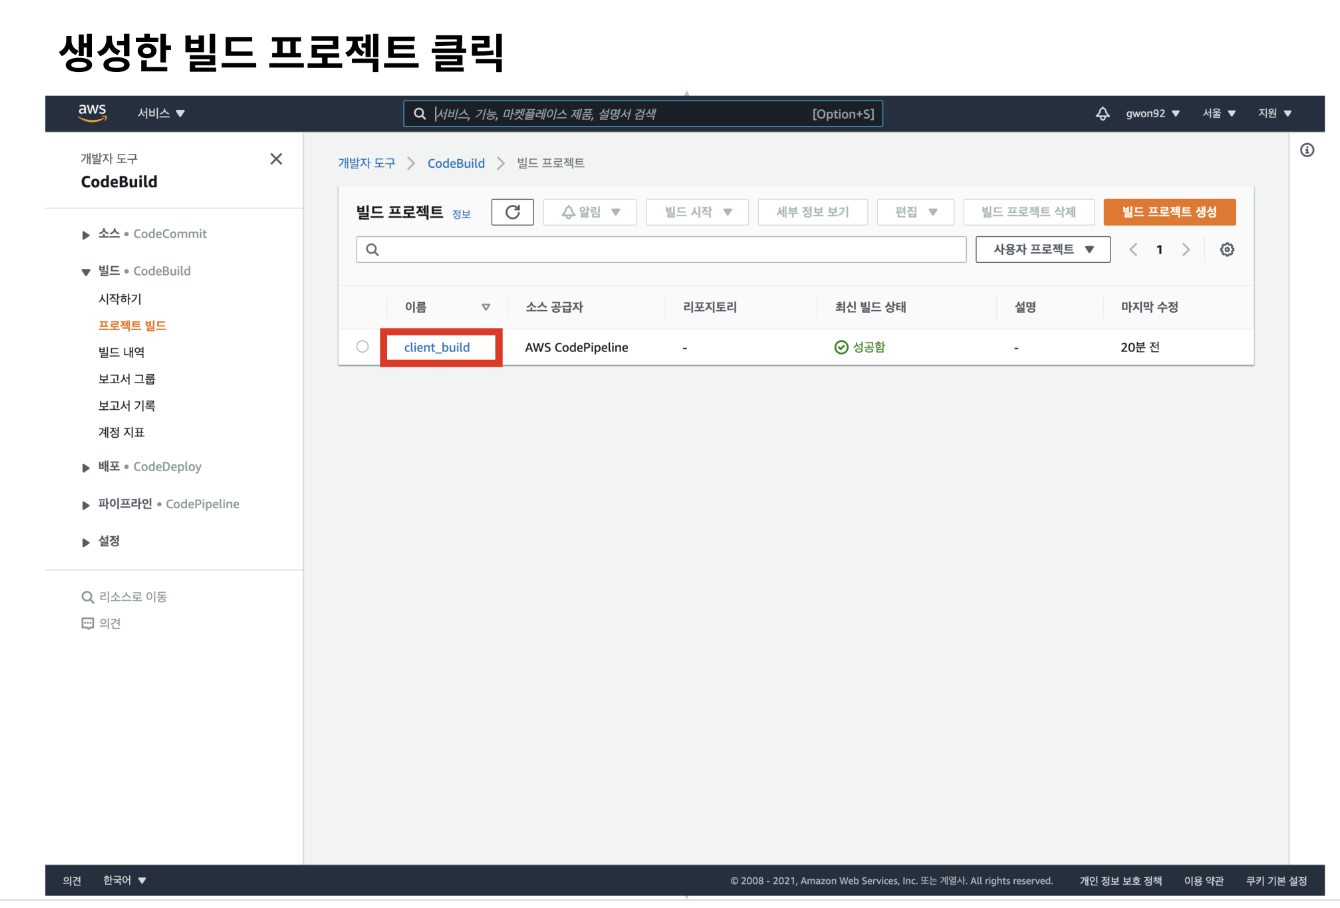 생성한 빌드 프로젝트 클릭
aws 서비스 ▼ 서비스, 기능, 마켓플레이스 제품, 설명서 검색 [Option+S] gwon92 ▼ 서울 ▼ 지원 ▼
개발자 도구
CodeBuild
소스 • CodeCommit
빌드 • CodeBuild
시작하기
프로젝트 빌드
빌드 내역
보고서 그룹
보고서 기록
계정 지표
배포 • CodeDeploy
파이프라인 • CodePipeline
설정
리소스로 이동
의견
개발자 도구 > CodeBuild > 빌드 프로젝트
빌드 프로젝트 정보 알림 ▼ 빌드 시작 ▼ 세부 정보 보기 편집 ▼ 빌드 프로젝트 삭제 빌드 프로젝트 생성
사용자 프로젝트 ▼ < 1 >
이름 소스 공급자 리포지토리 최신 빌드 상태 설명 마지막 수정
client_build AWS CodePipeline - 성공함 - 20분 전
의견 한국어 ▼ © 2008 - 2021, Amazon Web Services, Inc. 또는 계열사. All rights reserved. 개인 정보 보호 정책 이용 약관 쿠키 기본 설정